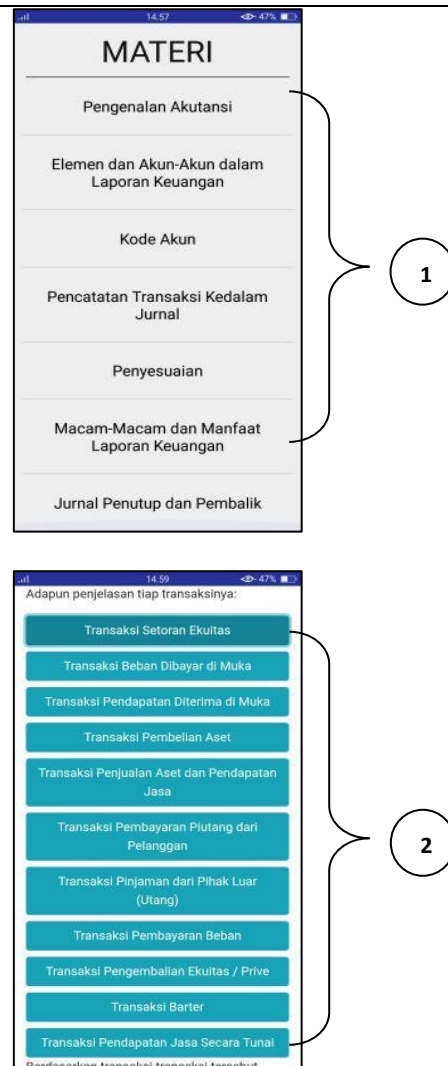 14.57
47%
MATERI
Pengenalan Akutansi
Elemen dan Akun-Akun dalam
Laporan Keuangan
Kode Akun
Pencatatan Transaksi Kedalam
Jurnal
Penyesuaian
Macam-Macam dan Manfaat
Laporan Keuangan
Jurnal Penutup dan Pembalik
1
14.59
47%
Adapun penjelasan tiap transaksinya:
Transaksi Setoran Ekuitas
Transaksi Beban Dibayar di Muka
Transaksi Pendapatan Diterima di Muka
Transaksi Pembelian Aset
Transaksi Penjualan Aset dan Pendapatan
Jasa
Transaksi Pembayaran Piutang dari
Pelanggan
Transaksi Pinjaman dari Pihak Luar
(Utang)
Transaksi Pembayaran Beban
Transaksi Pengembalian Ekuitas / Prive
Transaksi Barter
Transaksi Pendapatan Jasa Secara Tunai
Berdasarkan transaksi transaksi tersebut
2